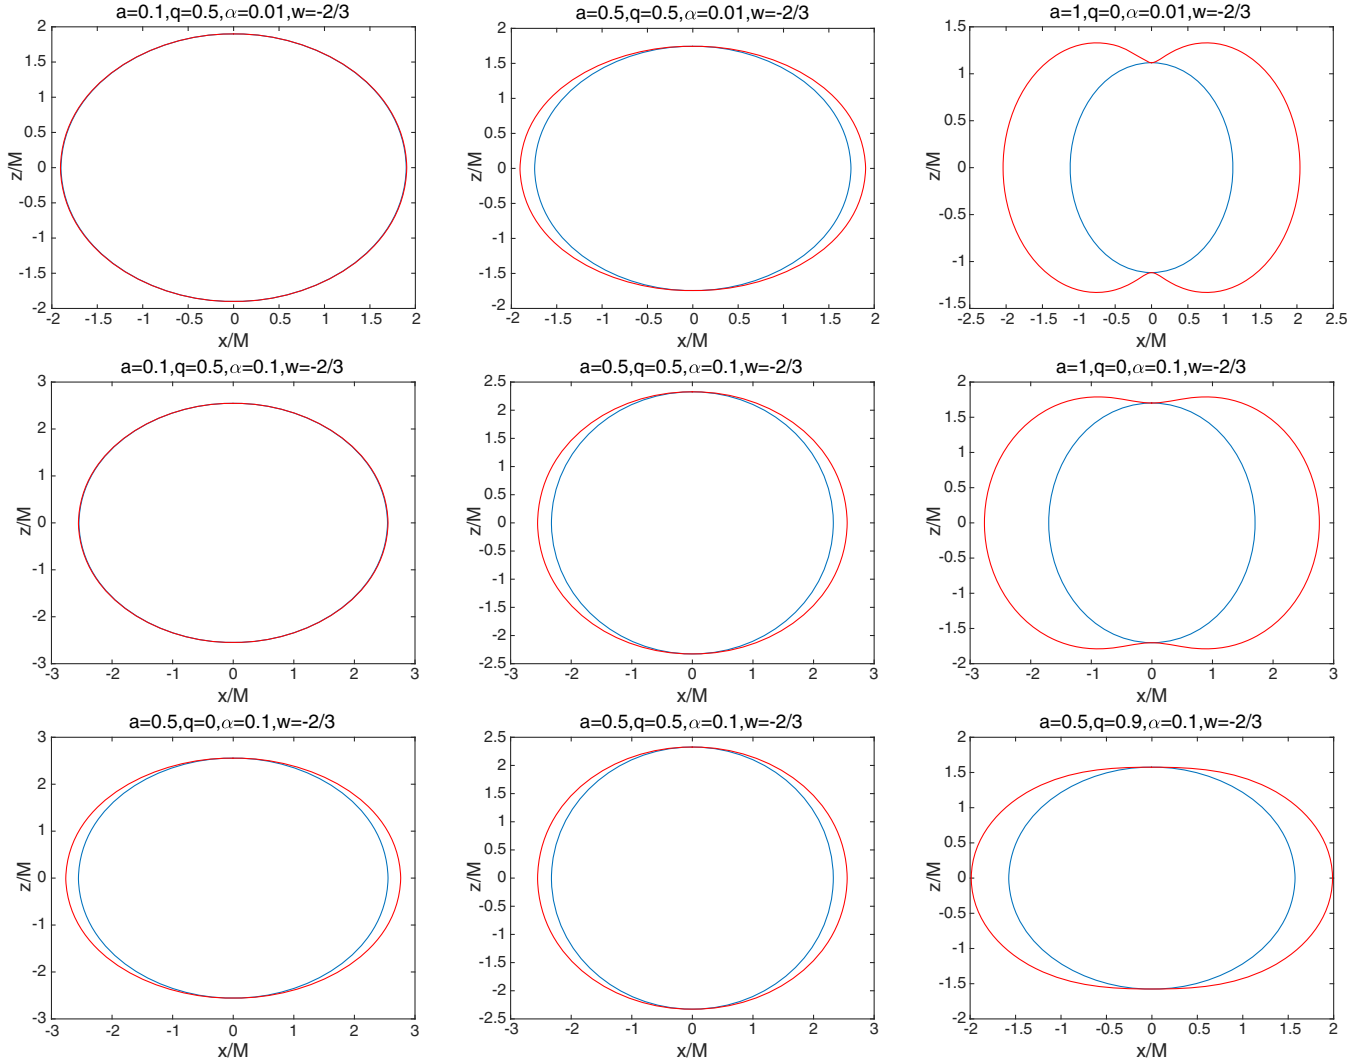 a=0.1,q=0.5,α=0.01,w=-2/3
2
1.5
1
0.5
0
-0.5
-1
-1.5
-2
z/M
-2 -1.5 -1 -0.5 0 0.5 1 1.5 2
x/M
a=0.5,q=0.5,α=0.01,w=-2/3
2
1.5
1
0.5
0
-0.5
-1
-1.5
-2
z/M
-2 -1.5 -1 -0.5 0 0.5 1 1.5 2
x/M
a=1,q=0,α=0.01,w=-2/3
1.5
1
0.5
0
-0.5
-1
-1.5
z/M
-2.5 -2 -1.5 -1 -0.5 0 0.5 1 1.5 2 2.5
x/M
a=0.1,q=0.5,α=0.1,w=-2/3
3
2
1
0
-1
-2
-3
z/M
-3 -2 -1 0 1 2 3
x/M
a=0.5,q=0.5,α=0.1,w=-2/3
2.5
2
1.5
1
0.5
0
-0.5
-1
-1.5
-2
-2.5
z/M
-3 -2 -1 0 1 2 3
x/M
a=1,q=0,α=0.1,w=-2/3
2
1.5
1
0.5
0
-0.5
-1
-1.5
-2
z/M
-3 -2 -1 0 1 2 3
x/M
a=0.5,q=0,α=0.1,w=-2/3
3
2
1
0
-1
-2
-3
z/M
-3 -2 -1 0 1 2 3
x/M
a=0.5,q=0.5,α=0.1,w=-2/3
2.5
2
1.5
1
0.5
0
-0.5
-1
-1.5
-2
-2.5
z/M
-3 -2 -1 0 1 2 3
x/M
a=0.5,q=0.9,α=0.1,w=-2/3
2
1.5
1
0.5
0
-0.5
-1
-1.5
-2
z/M
-2 -1.5 -1 -0.5 0 0.5 1 1.5 2
x/M